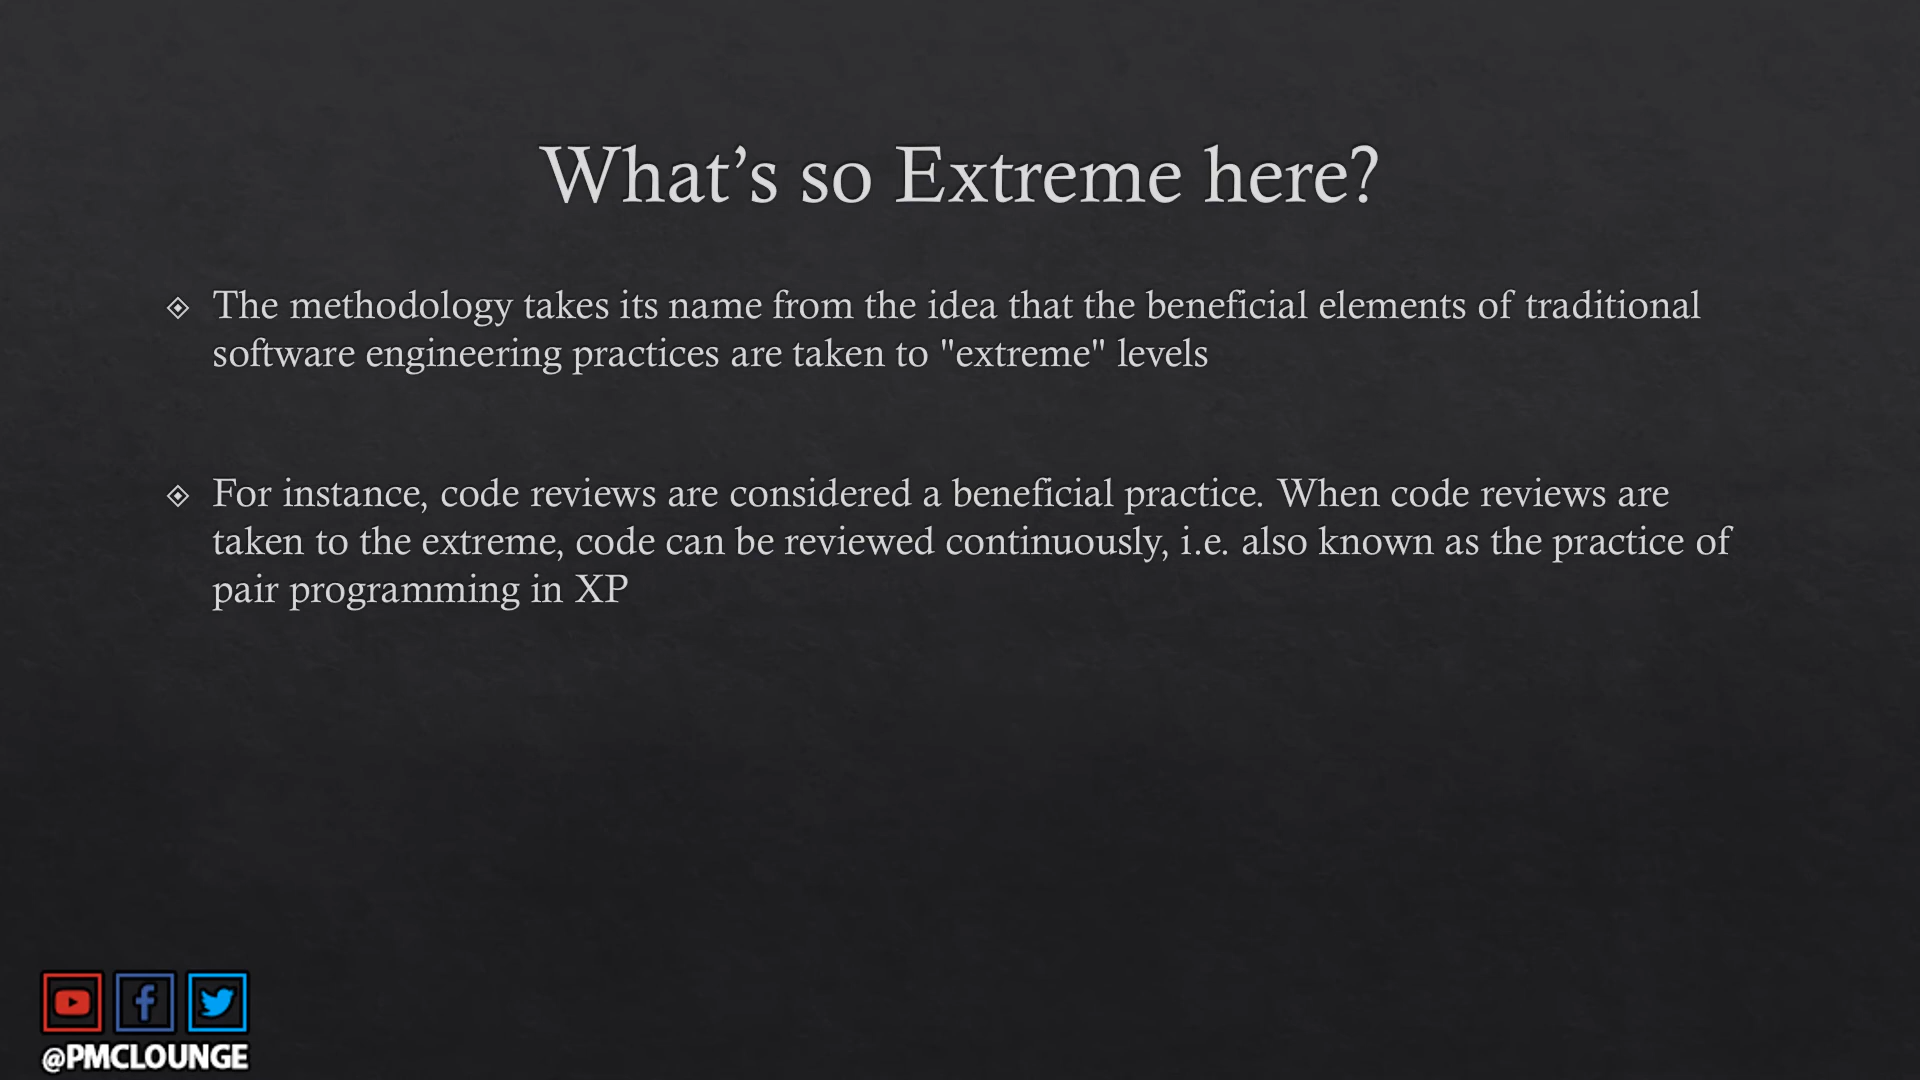 What’s so Extreme here?
The methodology takes its name from the idea that the beneficial elements of traditional
software engineering practices are taken to "extreme" levels
For instance, code reviews are considered a beneficial practice. When code reviews are
taken to the extreme, code can be reviewed continuously, i.e. also known as the practice of
pair programming in XP
@PMCLOUNGE